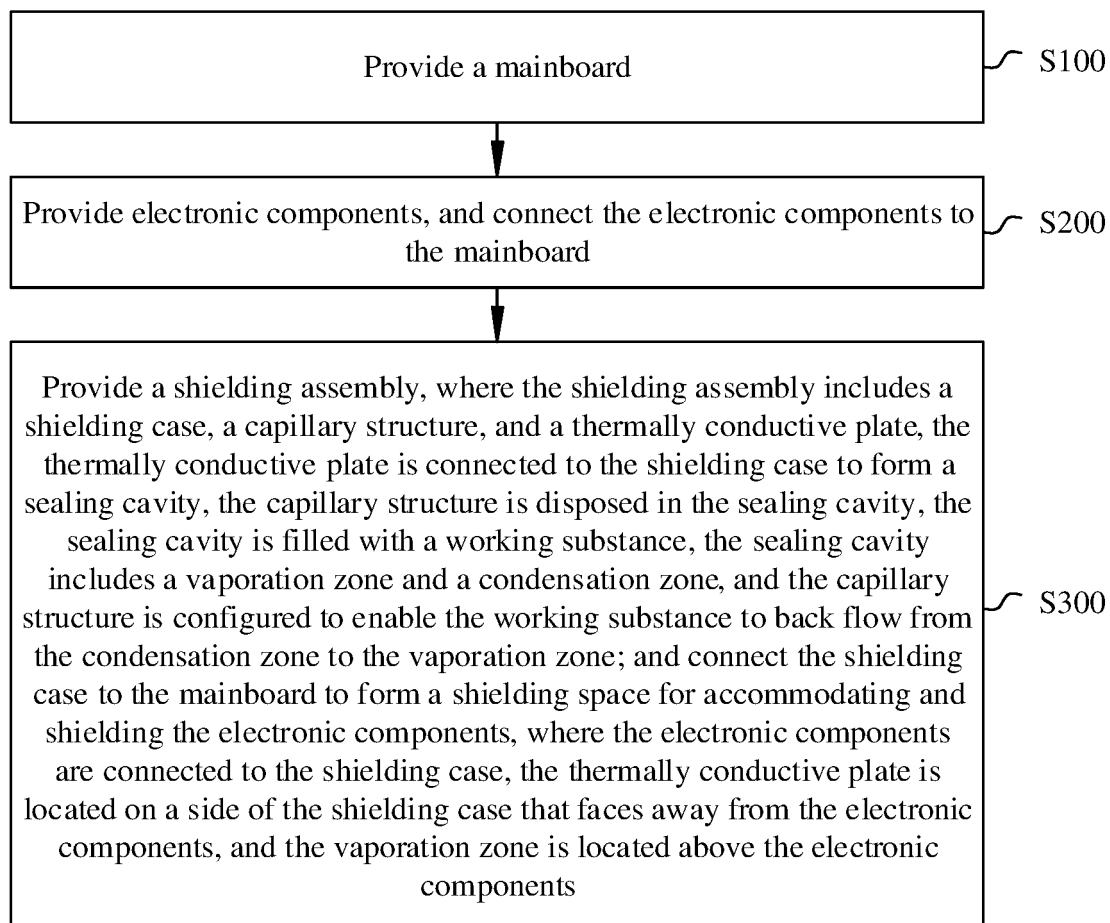 Provide a mainboard
S100
Provide electronic components, and connect the electronic components to
the mainboard
S200
Provide a shielding assembly, where the shielding assembly includes a
shielding case, a capillary structure, and a thermally conductive plate, the
thermally conductive plate is connected to the shielding case to form a
sealing cavity, the capillary structure is disposed in the sealing cavity, the
sealing cavity is filled with a working substance, the sealing cavity
includes a vaporation zone and a condensation zone, and the capillary
structure is configured to enable the working substance to back flow from
the condensation zone to the vaporation zone; and connect the shielding
case to the mainboard to form a shielding space for accommodating and
shielding the electronic components, where the electronic components
are connected to the shielding case, the thermally conductive plate is
located on a side of the shielding case that faces away from the electronic
components, and the vaporation zone is located above the electronic
components
S300